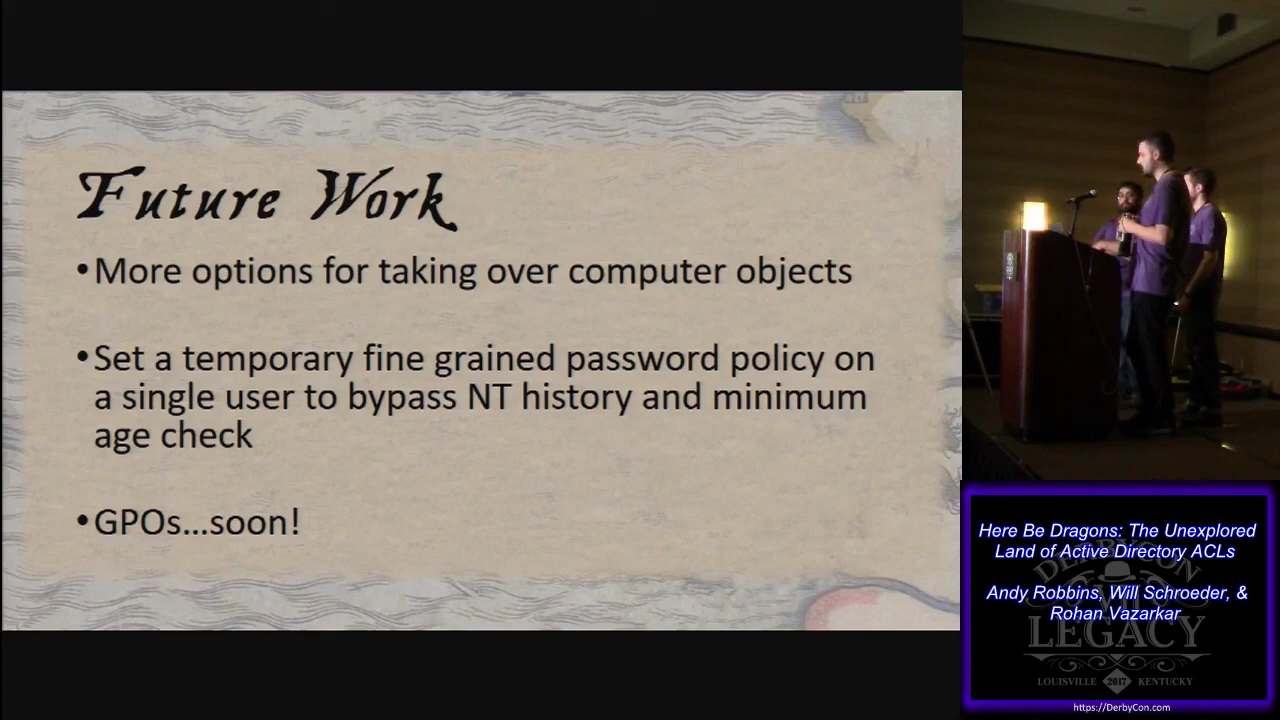 Future Work
•More options for taking over computer objects
•Set a temporary fine grained password policy on
a single user to bypass NT history and minimum
age check
•GPOs...soon!
Here Be Dragons: The Unexplored
Land of Active Directory ACLs
Andy Robbins, Will Schroeder, &
Rohan Vazarkar
DERBYCON
LEGACY
LOUISVILLE 2017 KENTUCKY
https://DerbyCon.com